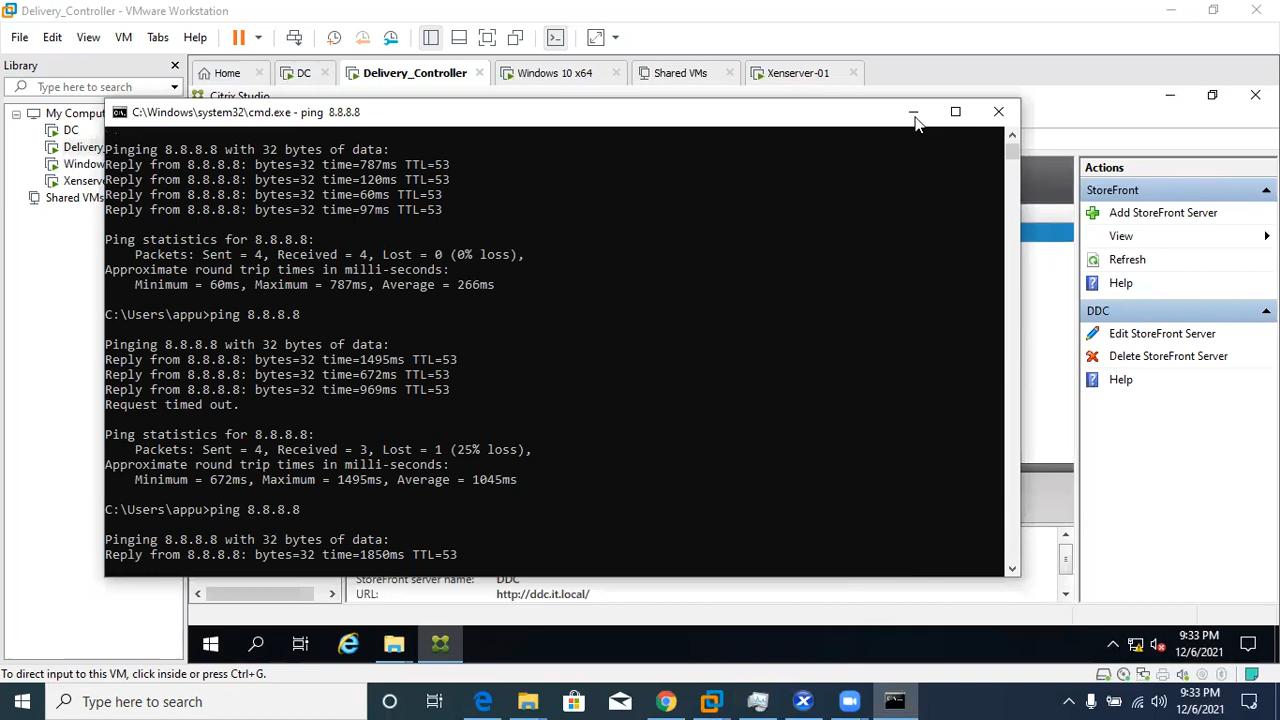 Delivery_Controller - VMware Workstation
File Edit View VM Tabs Help
Library
Type here to search
My Compu
DC
Delivery_
Window
Xenserver
Shared VMs
Home
DC
Delivery_Controller
Windows 10 x64
Shared VMs
Xenserver-01
Citrix Studio
C:\Windows\system32\cmd.exe - ping 8.8.8.8
Pinging 8.8.8.8 with 32 bytes of data:
Reply from 8.8.8.8: bytes=32 time=787ms TTL=53
Reply from 8.8.8.8: bytes=32 time=120ms TTL=53
Reply from 8.8.8.8: bytes=32 time=60ms TTL=53
Reply from 8.8.8.8: bytes=32 time=97ms TTL=53
Ping statistics for 8.8.8.8:
Packets: Sent = 4, Received = 4, Lost = 0 (0% loss),
Approximate round trip times in milli-seconds:
Minimum = 60ms, Maximum = 787ms, Average = 266ms
C:\Users\appu>ping 8.8.8.8
Pinging 8.8.8.8 with 32 bytes of data:
Reply from 8.8.8.8: bytes=32 time=1495ms TTL=53
Reply from 8.8.8.8: bytes=32 time=672ms TTL=53
Reply from 8.8.8.8: bytes=32 time=969ms TTL=53
Request timed out.
Ping statistics for 8.8.8.8:
Packets: Sent = 4, Received = 3, Lost = 1 (25% loss),
Approximate round trip times in milli-seconds:
Minimum = 672ms, Maximum = 1495ms, Average = 1045ms
C:\Users\appu>ping 8.8.8.8
Pinging 8.8.8.8 with 32 bytes of data:
Reply from 8.8.8.8: bytes=32 time=1850ms TTL=53
Actions
StoreFront
Add StoreFront Server
View
Refresh
Help
DDC
Edit StoreFront Server
Delete StoreFront Server
Help
StoreFront server name: DDC
URL: http://ddc.it.local/
9:33 PM
12/6/2021
To direct input to this VM, click inside or press Ctrl+G.
Type here to search
9:33 PM
12/6/2021